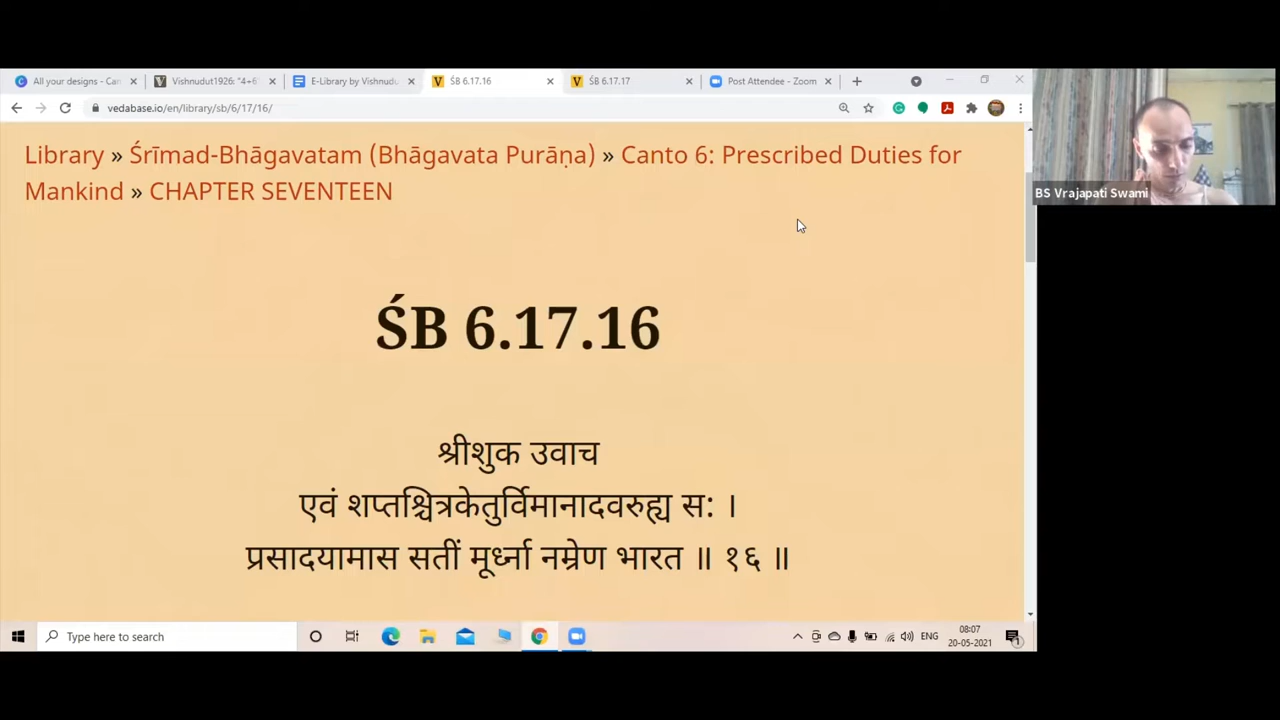 All your designs - Can
Vishnudut1926: "4+6"
E-Library by Vishnudu
ŚB 6.17.16
ŚB 6.17.17
Post Attendee - Zoom
vedabase.io/en/library/sb/6/17/16/
BS Vrajapati Swami
Library » Śrīmad-Bhāgavatam (Bhāgavata Purāṇa) » Canto 6: Prescribed Duties for
Mankind » CHAPTER SEVENTEEN
ŚB 6.17.16
श्रीशुक उवाच
एवं शप्तश्चित्रकेतुर्विमानादवरुह्य स: ।
प्रसादयामास सतीं मूर्ध्ना नम्रेण भारत ॥ १६ ॥
Type here to search
ENG
08:07
20-05-2021